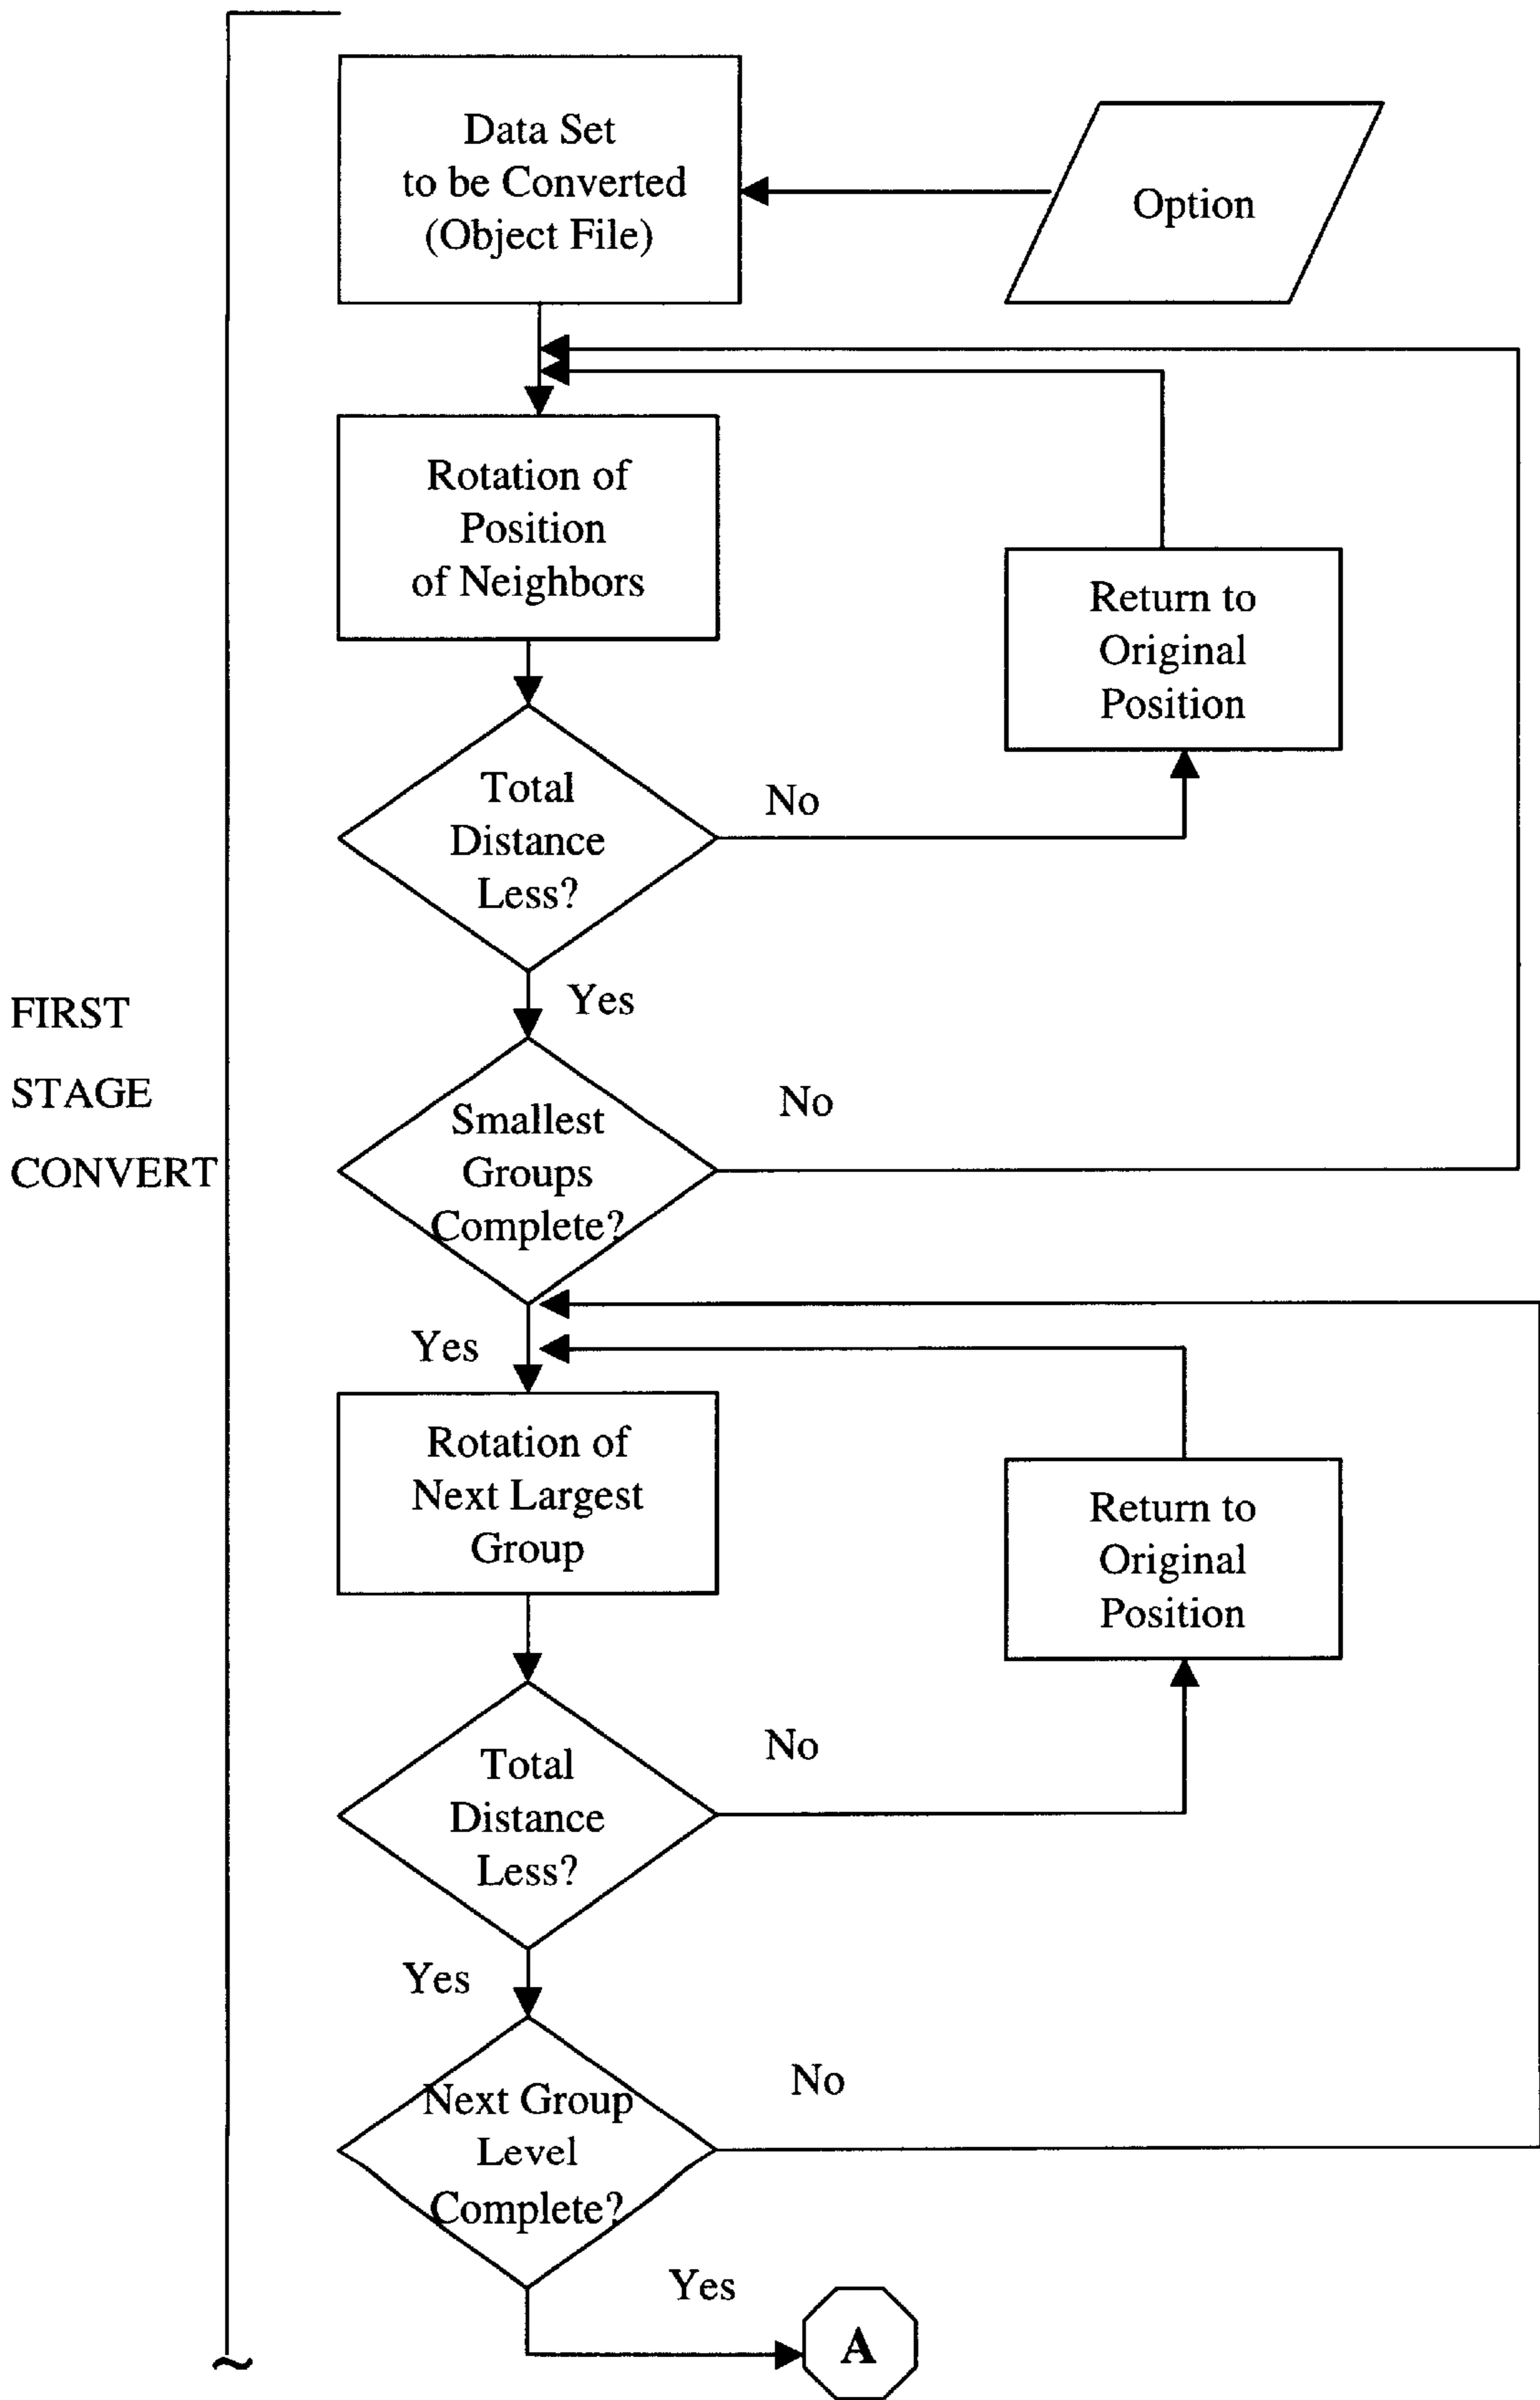 Data Set
to be Converted
(Object File)
Option
Rotation of
Position
of Neighbors
Return to
Original
Position
Total
Distance
Less?
No
Yes
FIRST
STAGE
CONVERT
Smallest
Groups
Complete?
No
Yes
Rotation of
Next Largest
Group
Return to
Original
Position
Total
Distance
Less?
No
Yes
Next Group
Level
Complete?
No
Yes
A
~